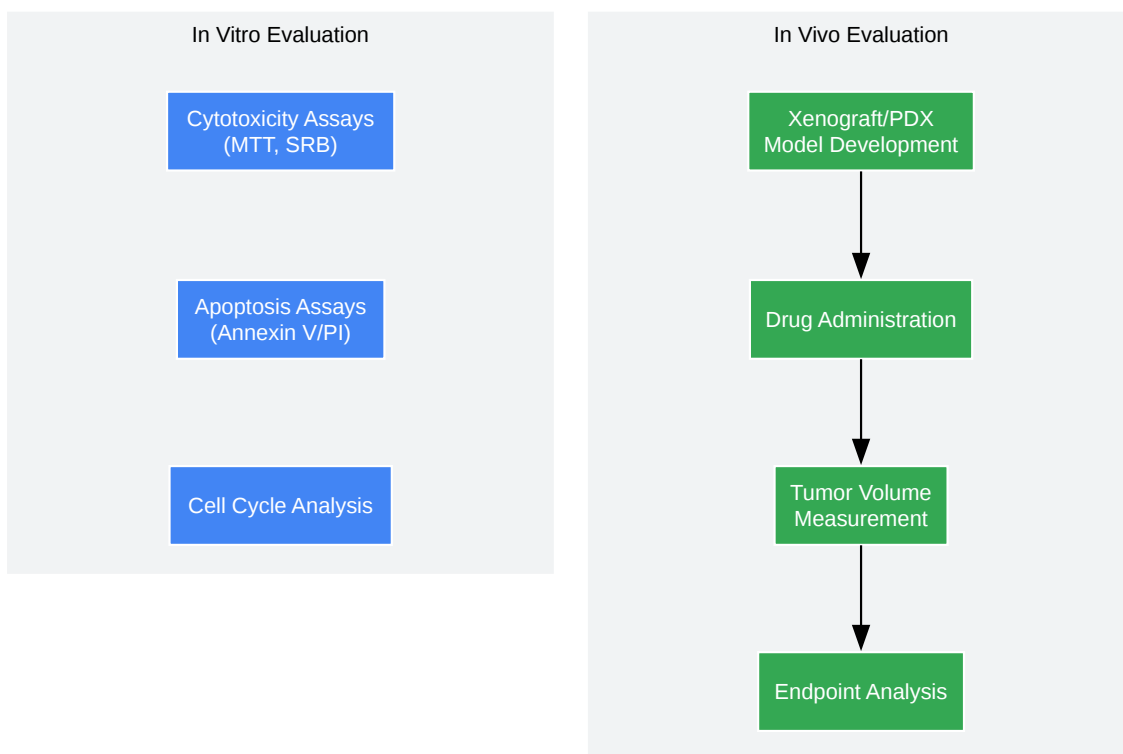 In Vitro Evaluation
Cytotoxicity Assays
(MTT, SRB)
Apoptosis Assays
(Annexin V/PI)
Cell Cycle Analysis
In Vivo Evaluation
Xenograft/PDX
Model Development
Drug Administration
Tumor Volume
Measurement
Endpoint Analysis